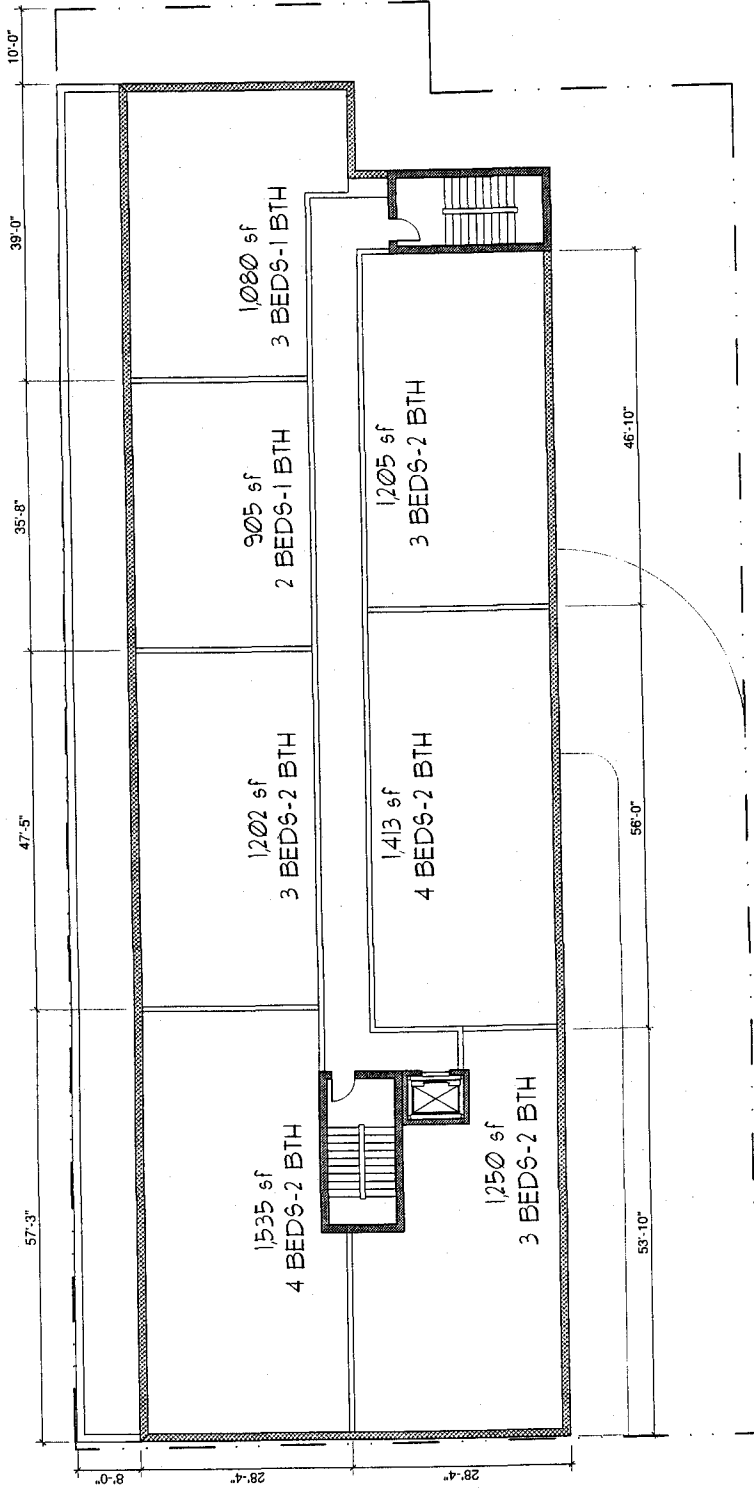 10'-0"
39'-0"
35'-8"
47'-5"
57'-3"
1,080 sf
3 BEDS-1 BTH
905 sf
2 BEDS-1 BTH
1,202 sf
3 BEDS-2 BTH
1,535 sf
4 BEDS-2 BTH
1,205 sf
3 BEDS-2 BTH
1,413 sf
4 BEDS-2 BTH
1,250 sf
3 BEDS-2 BTH
46'-10"
56'-0"
53'-10"
8'-0"
28'-4"
28'-4"